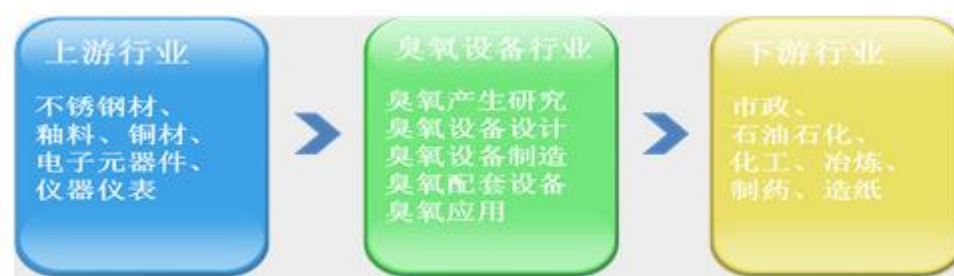 上游行业
不锈钢材、
釉料、铜材、
电子元器件、
仪器仪表
臭氧设备行业
臭氧产生研究
臭氧设备设计
臭氧设备制造
臭氧配套设备
臭氧应用
下游行业
市政、
石油石化、
化工、冶炼、
制药、造纸